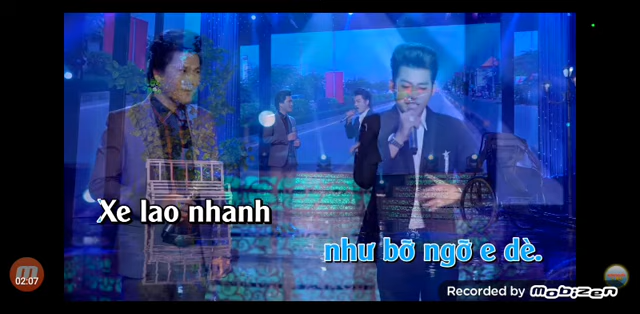 Xe lao nhanh
như bỡ ngỡ e dè.
02:07
Recorded by mobizen